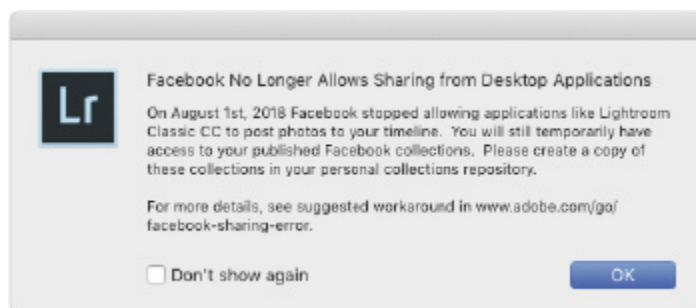 Lr
Facebook No Longer Allows Sharing from Desktop Applications
On August 1st, 2018 Facebook stopped allowing applications like Lightroom
Classic CC to post photos to your timeline. You will still temporarily have
access to your published Facebook collections. Please create a copy of
these collections in your personal collections repository.
For more details, see suggested workaround in www.adobe.com/go/
facebook-sharing-error.
Don't show again
OK